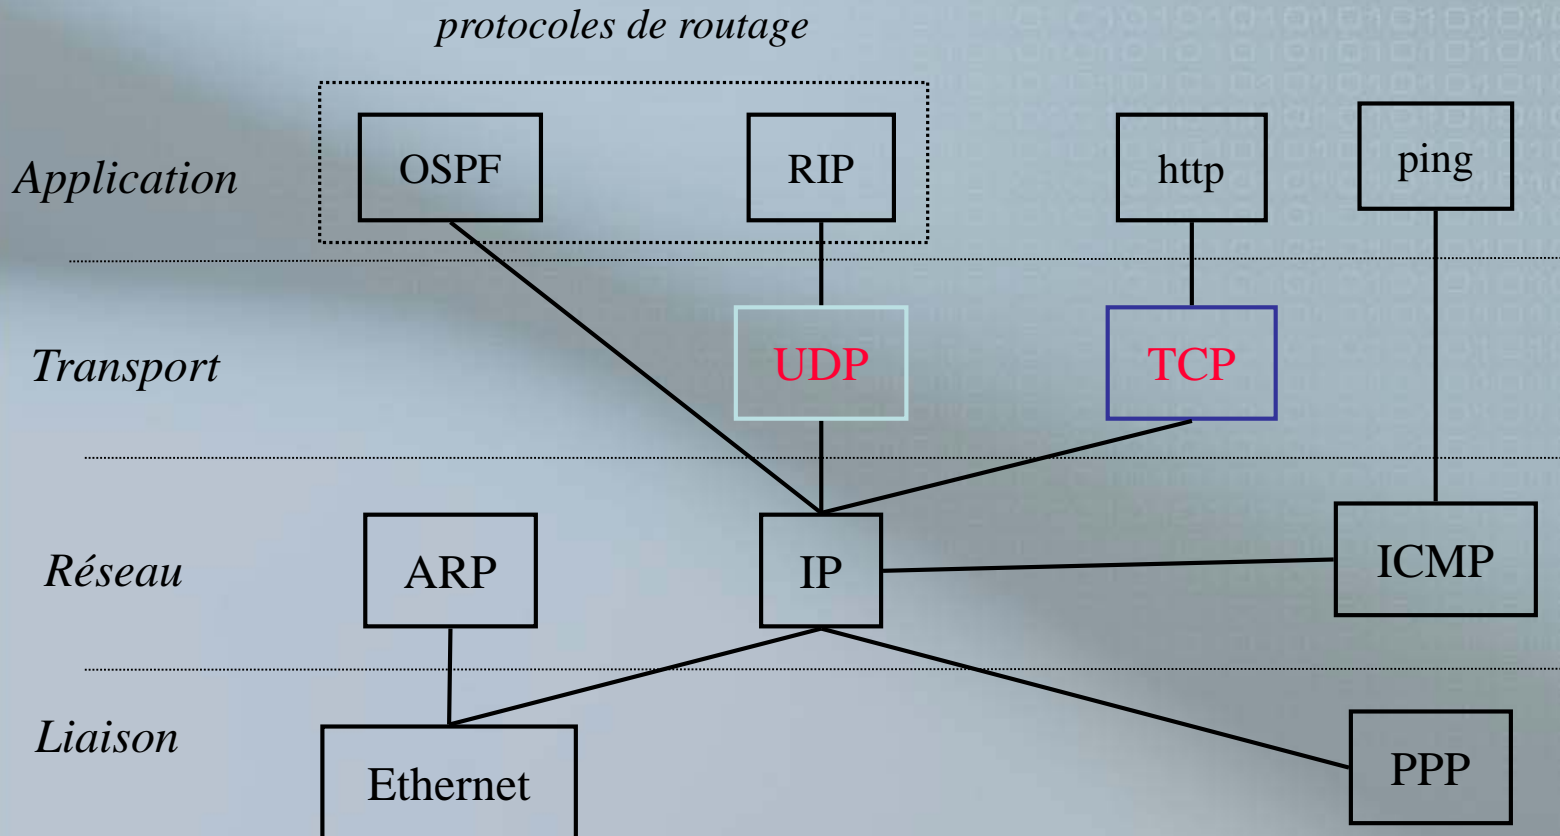 protocoles de routage
Application
OSPF
RIP
http
ping
Transport
UDP
TCP
Réseau
ARP
IP
ICMP
Liaison
Ethernet
PPP